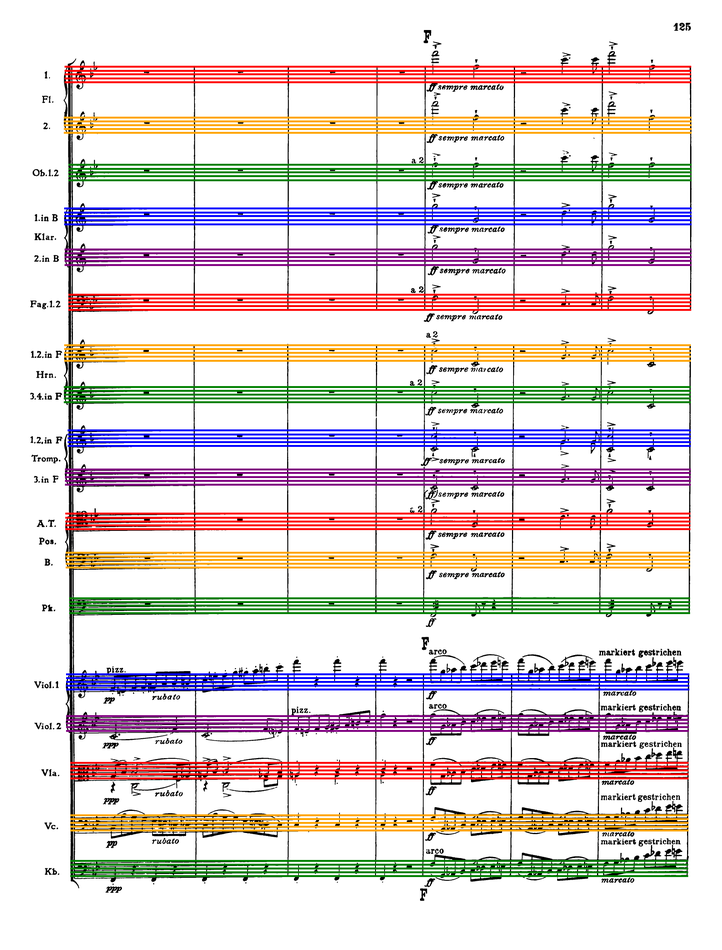 125
F
1.
Fl.
ff sempre marcato
2.
ff sempre marcato
Ob.1.2
a 2
ff sempre marcato
1. in B
ff sempre marcato
Klar.
2. in B
ff sempre marcato
Fag.1.2
a 2
ff sempre marcato
a 2
1.2. in F
ff sempre marcato
Hrn.
a 2
3.4. in F
ff sempre marcato
1.2. in F
ff sempre marcato
Tromp.
3. in F
(ff) sempre marcato
a 2
A.T.
ff sempre marcato
Pos.
B.
ff sempre marcato
Pk.
ff
F
arco markiert gestrichen
pizz.
Viol.1
pp rubato ff marcato
pizz. arco markiert gestrichen
Viol.2
ppp rubato ff marcato
markiert gestrichen
Vla.
ppp rubato ff marcato
markiert gestrichen
Vc.
pp rubato ff marcato
arco markiert gestrichen
Kb.
ppp ff marcato
F